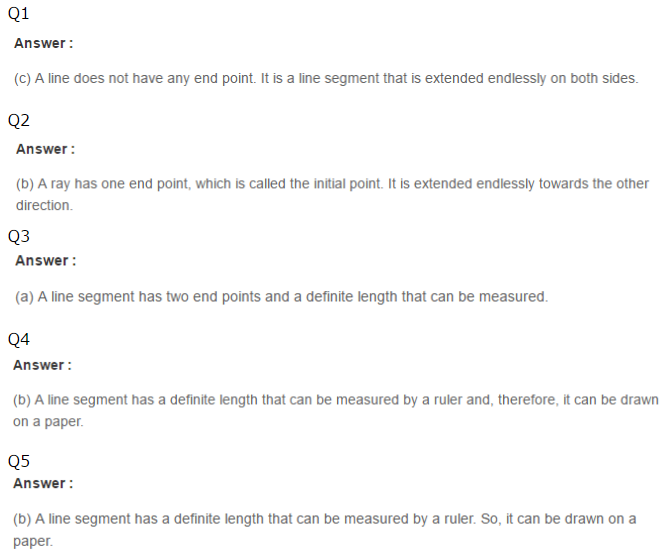 Q1
Answer :
(c) A line does not have any end point. It is a line segment that is extended endlessly on both sides.
Q2
Answer :
(b) A ray has one end point, which is called the initial point. It is extended endlessly towards the other
direction.
Q3
Answer :
(a) A line segment has two end points and a definite length that can be measured.
Q4
Answer :
(b) A line segment has a definite length that can be measured by a ruler and, therefore, it can be drawn
on a paper.
Q5
Answer :
(b) A line segment has a definite length that can be measured by a ruler. So, it can be drawn on a
paper.